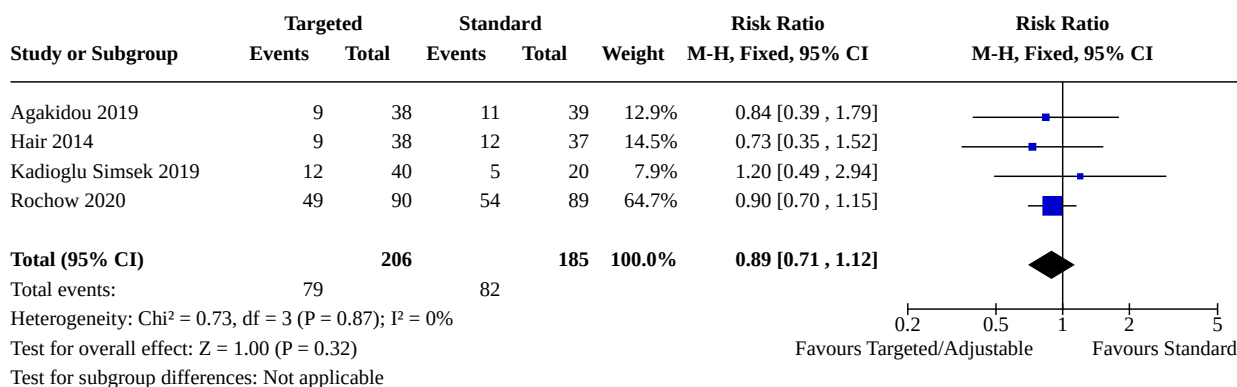 Targeted Standard Risk Ratio Risk Ratio
Study or Subgroup Events Total Events Total Weight M-H, Fixed, 95% CI M-H, Fixed, 95% CI
Agakidou 2019 9 38 11 39 12.9% 0.84 [0.39 , 1.79]
Hair 2014 9 38 12 37 14.5% 0.73 [0.35 , 1.52]
Kadioglu Simsek 2019 12 40 5 20 7.9% 1.20 [0.49 , 2.94]
Rochow 2020 49 90 54 89 64.7% 0.90 [0.70 , 1.15]
Total (95% CI) 206 185 100.0% 0.89 [0.71 , 1.12]
Total events: 79 82
Heterogeneity: Chi² = 0.73, df = 3 (P = 0.87); I² = 0%
0.2 0.5 1 2 5
Test for overall effect: Z = 1.00 (P = 0.32)
Favours Targeted/Adjustable Favours Standard
Test for subgroup differences: Not applicable